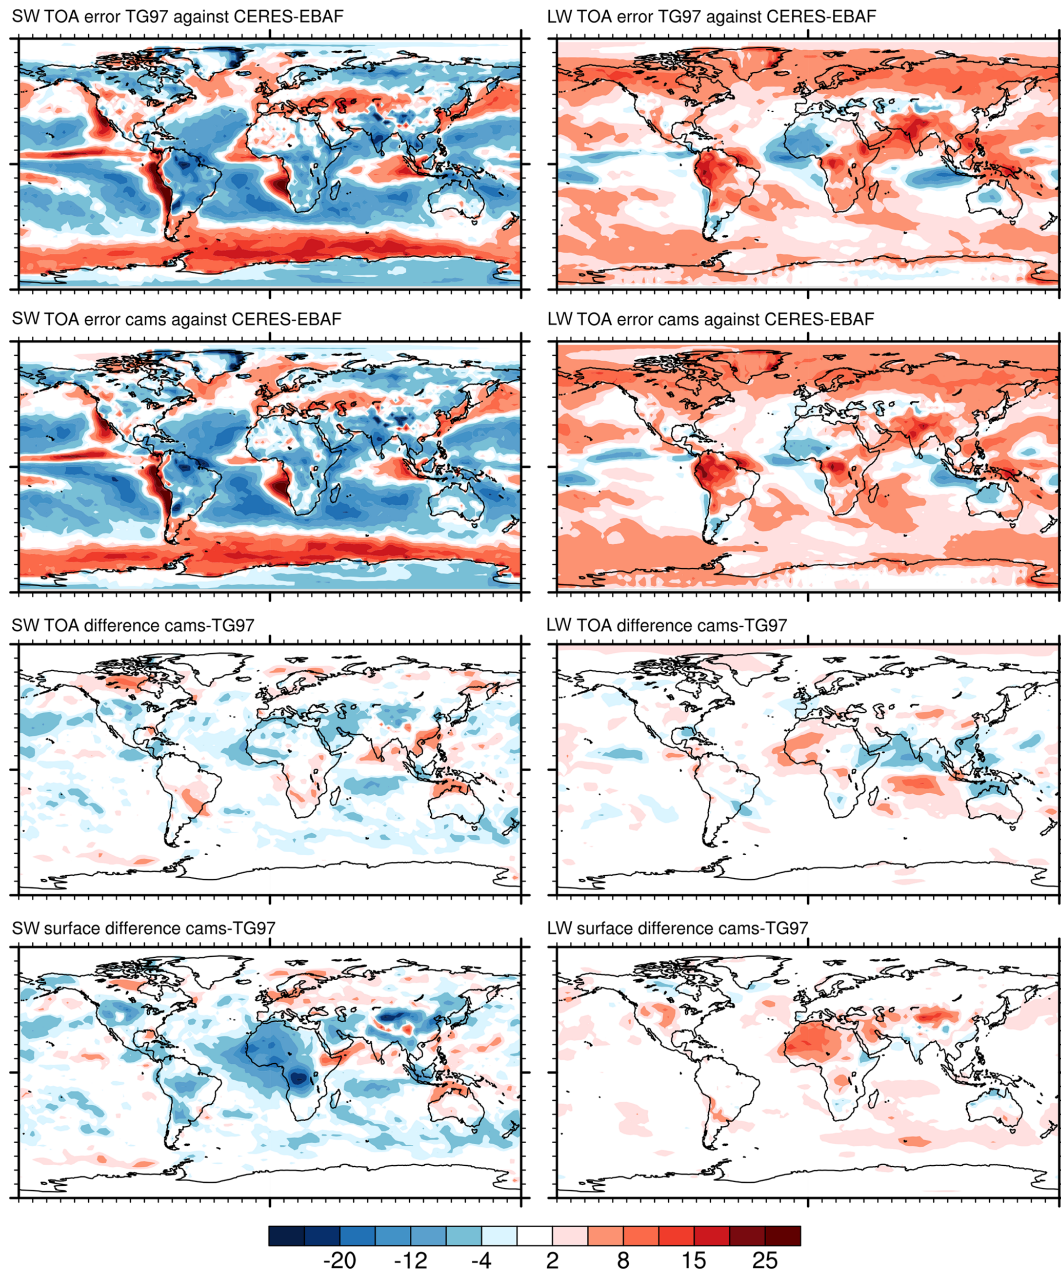 SW TOA error TG97 against CERES-EBAF
LW TOA error TG97 against CERES-EBAF
SW TOA error cams against CERES-EBAF
LW TOA error cams against CERES-EBAF
SW TOA difference cams-TG97
LW TOA difference cams-TG97
SW surface difference cams-TG97
LW surface difference cams-TG97
-20 -12 -4 2 8 15 25